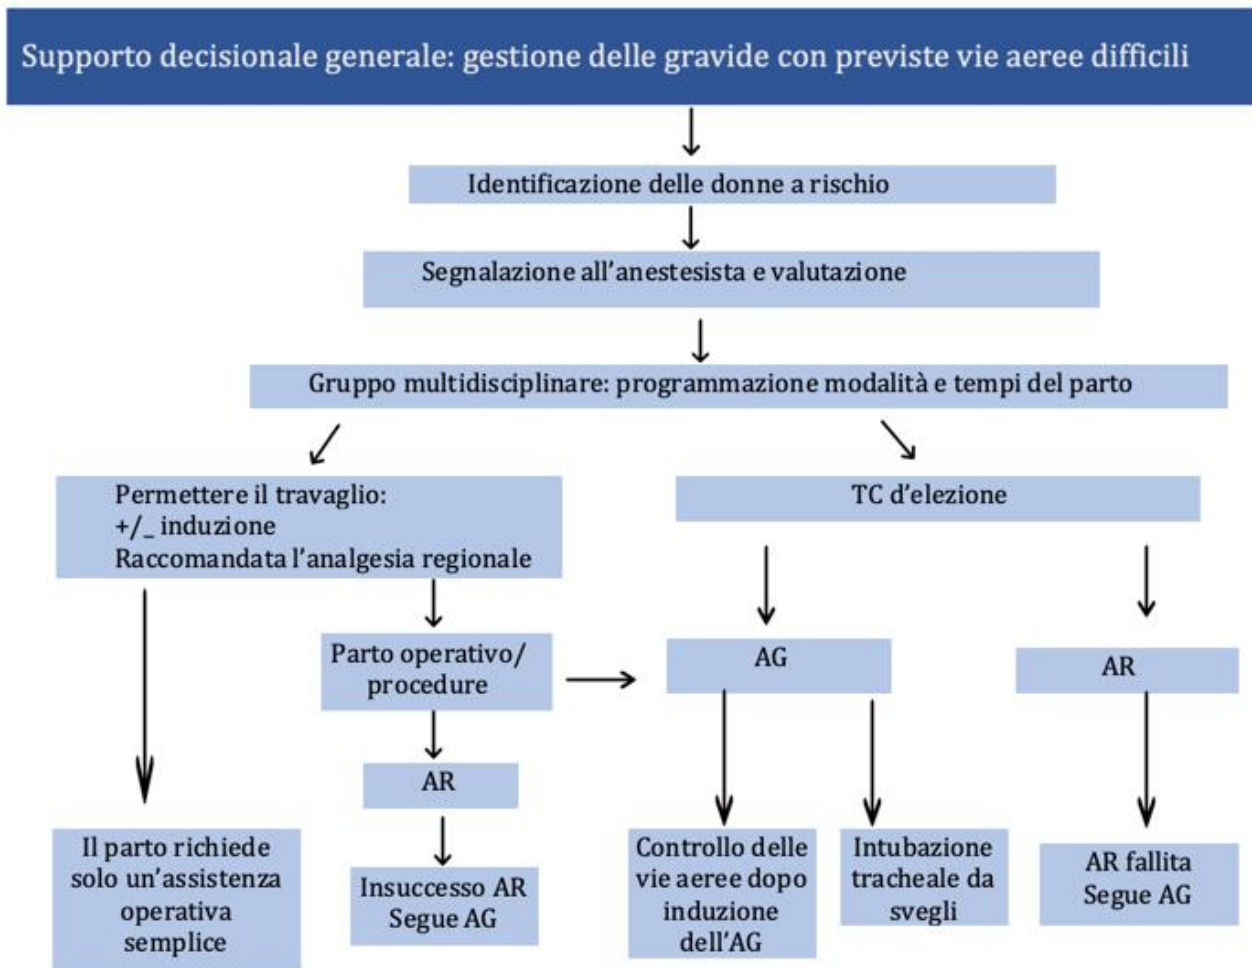 Supporto decisionale generale: gestione delle gravide con previste vie aeree difficili
Identificazione delle donne a rischio
Segnalazione all'anestesista e valutazione
Gruppo multidisciplinare: programmazione modalità e tempi del parto
Permettere il travaglio:
+/_ induzione
Raccomandata l'analgesia regionale
TC d'elezione
Parto operativo/
procedure
AG
AR
AR
Il parto richiede
solo un'assistenza
operativa
semplice
Insuccesso AR
Segue AG
Controllo delle
vie aeree dopo
induzione
dell'AG
Intubazione
tracheale da
svegli
AR fallita
Segue AG